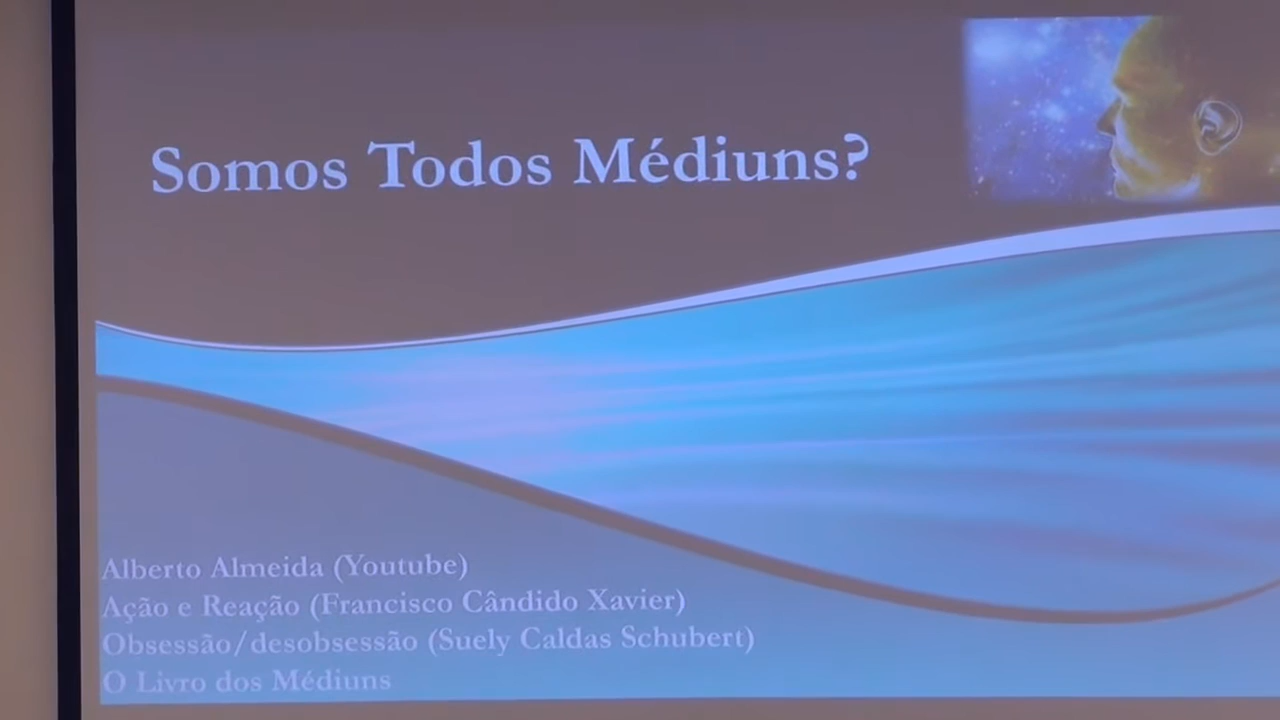 Somos Todos Médiuns?
Alberto Almeida (Youtube)
Ação e Reação (Francisco Cândido Xavier)
Obsessão/desobsessão (Suely Caldas Schubert)
O Livro dos Médiuns